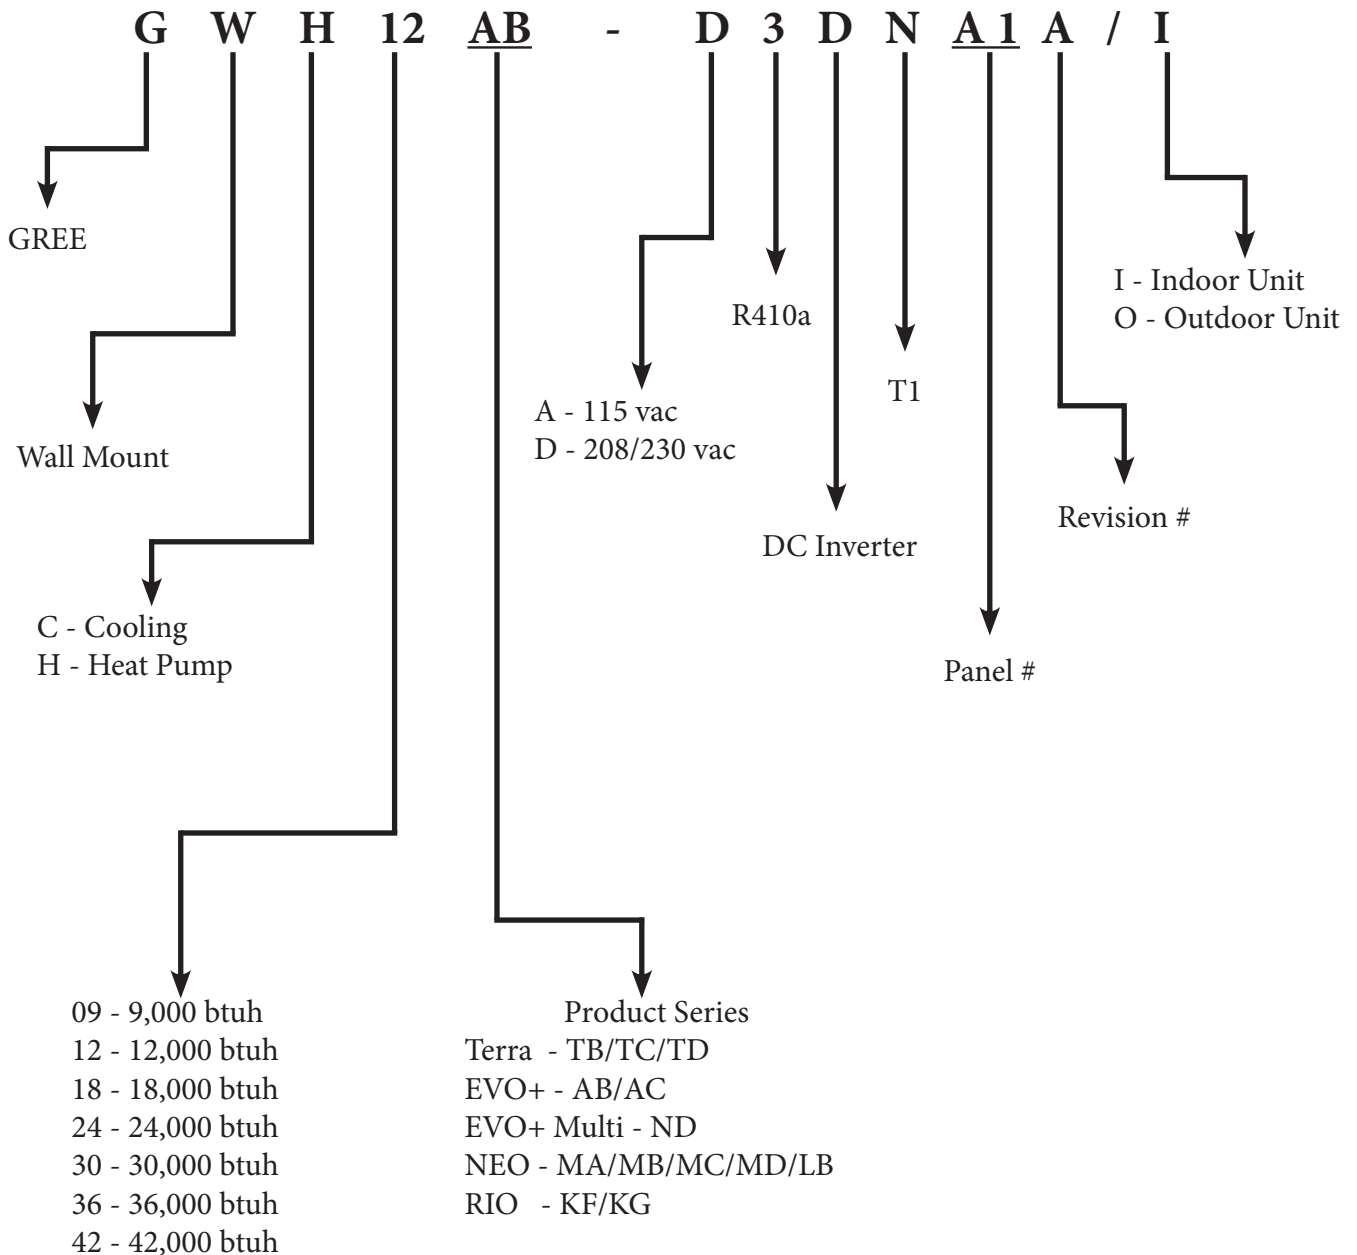 G W H 12 AB - D 3 D N A 1 A / I
GREE
Wall Mount
C - Cooling
H - Heat Pump
R410a
A - 115 vac
D - 208/230 vac
T1
I - Indoor Unit
O - Outdoor Unit
DC Inverter
Revision #
Panel #
09 - 9,000 btuh
12 - 12,000 btuh
18 - 18,000 btuh
24 - 24,000 btuh
30 - 30,000 btuh
36 - 36,000 btuh
42 - 42,000 btuh
Product Series
Terra - TB/TC/TD
EVO+ - AB/AC
EVO+ Multi - ND
NEO - MA/MB/MC/MD/LB
RIO - KF/KG